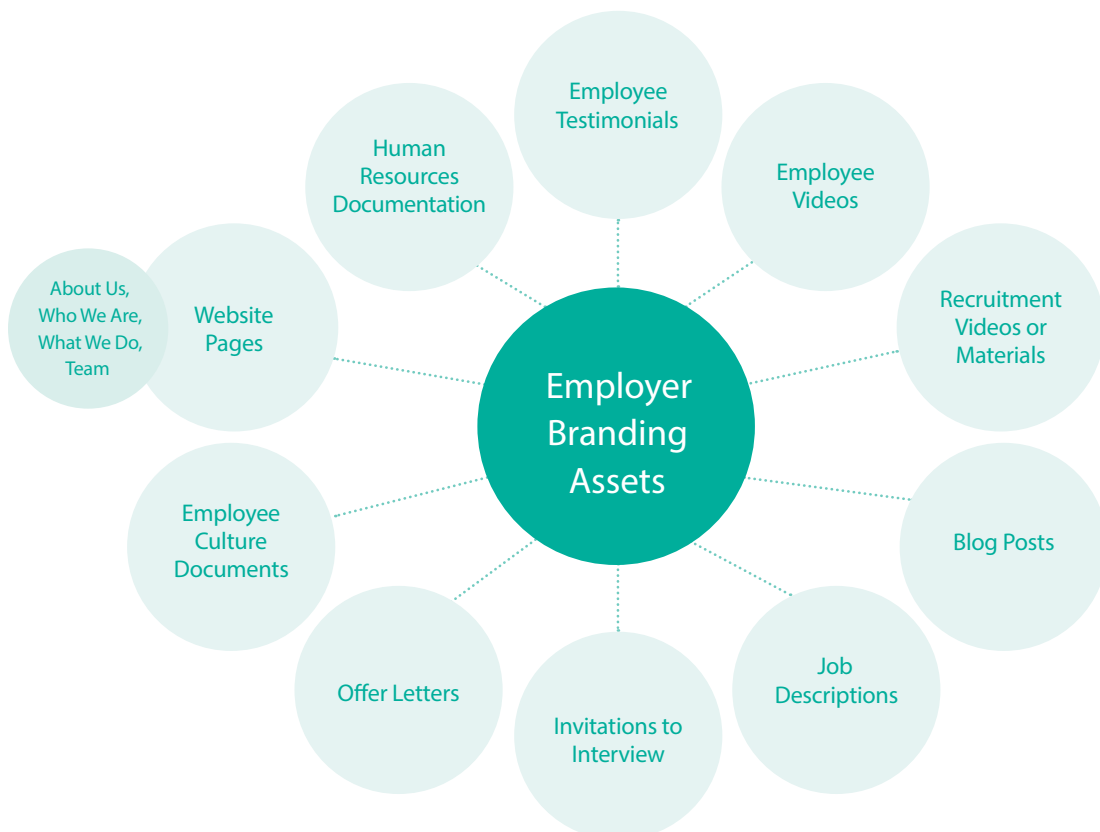 Employee
Testimonials
Human
Resources
Documentation
Employee
Videos
About Us,
Who We Are,
What We Do,
Team
Website
Pages
Recruitment
Videos or
Materials
Employer
Branding
Assets
Employee
Culture
Documents
Blog Posts
Offer Letters
Job
Descriptions
Invitations to
Interview